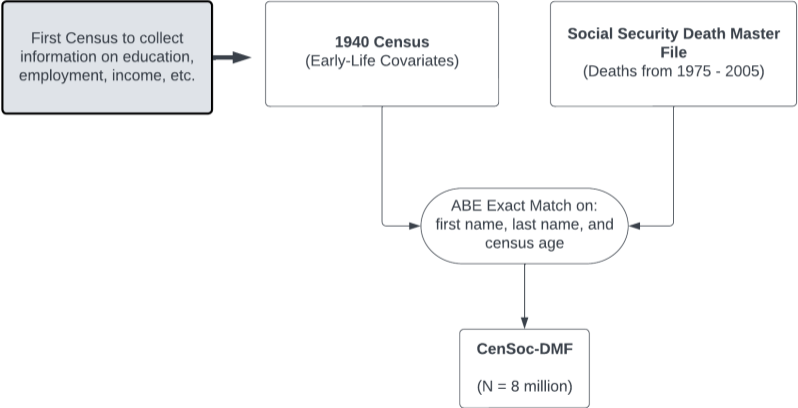 First Census to collect
information on education,
employment, income, etc.
1940 Census
(Early-Life Covariates)
Social Security Death Master
File
(Deaths from 1975 - 2005)
ABE Exact Match on:
first name, last name, and
census age
CenSoc-DMF
(N = 8 million)